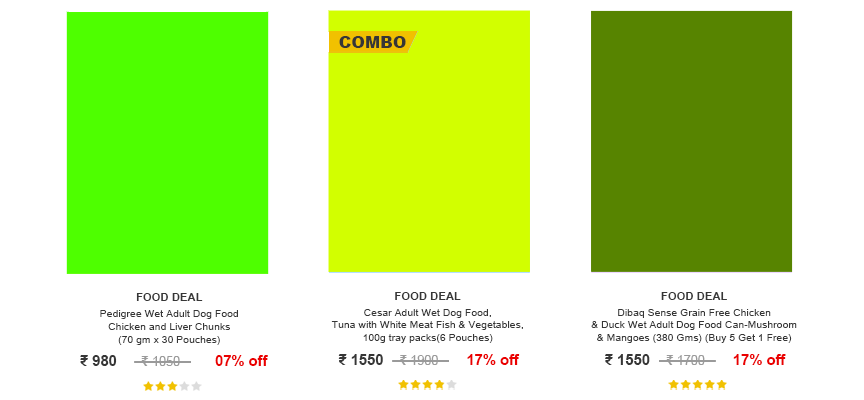 COMBO
FOOD DEAL
Pedigree Wet Adult Dog Food
Chicken and Liver Chunks
(70 gm x 30 Pouches)
₹ 980 ₹ 1050 07% off
FOOD DEAL
Cesar Adult Wet Dog Food,
Tuna with White Meat Fish & Vegetables,
100g tray packs(6 Pouches)
₹ 1550 ₹ 1900 17% off
FOOD DEAL
Dibaq Sense Grain Free Chicken
& Duck Wet Adult Dog Food Can-Mushroom
& Mangoes (380 Gms) (Buy 5 Get 1 Free)
₹ 1550 ₹ 1700 17% off